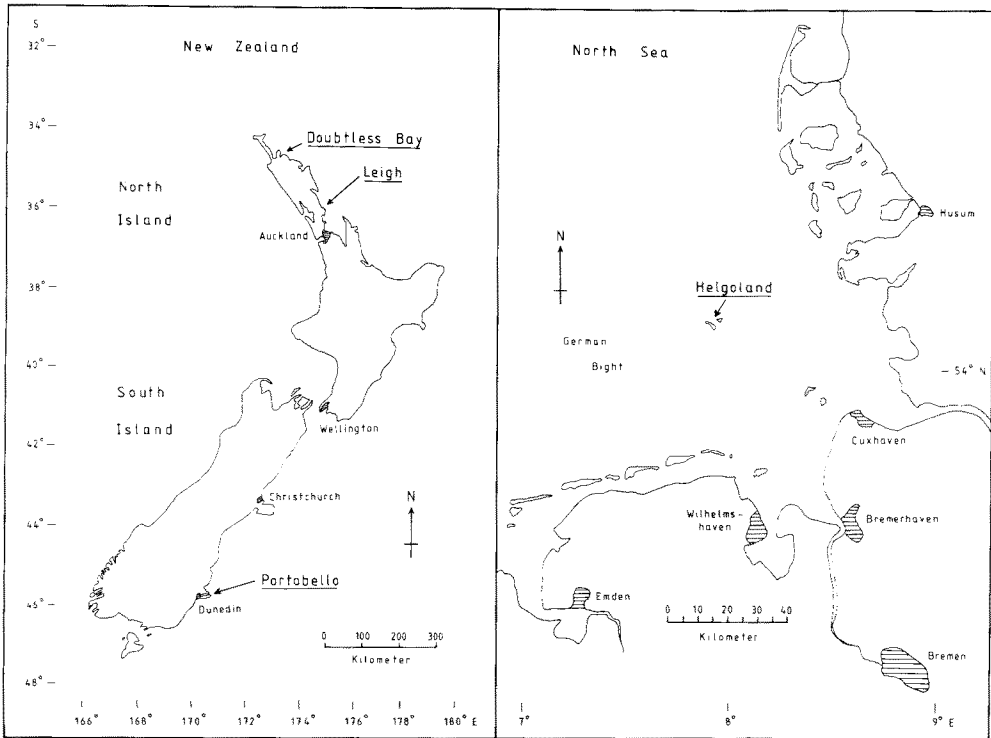 S
New Zealand
32°
34°
36°
38°
40°
42°
44°
45°
48°
Doubtless Bay
Leigh
North
Island
Auckland
South
Island
Wellington
Christchurch
N
Portobello
Dunedin
0 100 200 300
Kilometer
166° 168° 170° 172° 174° 176° 178° 180° E
North Sea
Husum
N
Helgoland
German
Bight
54° N
Cuxhaven
Wilhelms-
haven
Bremerhaven
Emden
0 10 20 30 40
Kilometer
Bremen
7° 8° 9° E